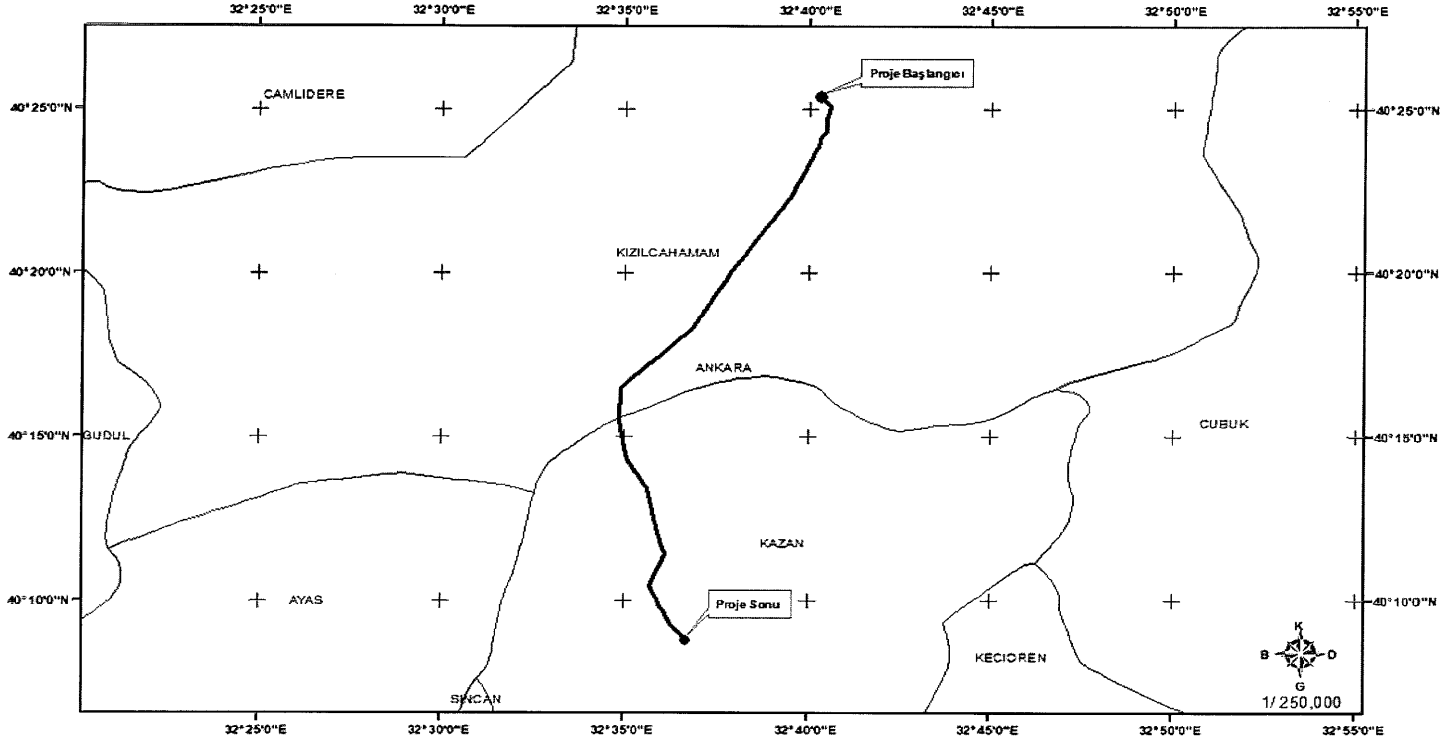 32°25'0"E 32°30'0"E 32°35'0"E 32°40'0"E 32°45'0"E 32°50'0"E 32°55'0"E
Proje Başlangıcı
40°25'0"N CAMLIDERE 40°25'0"N
40°20'0"N KIZILCAHAMAM 40°20'0"N
ANKARA
40°15'0"N GUDUL CUBUK 40°15'0"N
KAZAN
40°10'0"N AYAS Proje Sonu 40°10'0"N
K
B D
G
KECIOREN
SINCAN
1/250,000
32°25'0"E 32°30'0"E 32°35'0"E 32°40'0"E 32°45'0"E 32°50'0"E 32°55'0"E